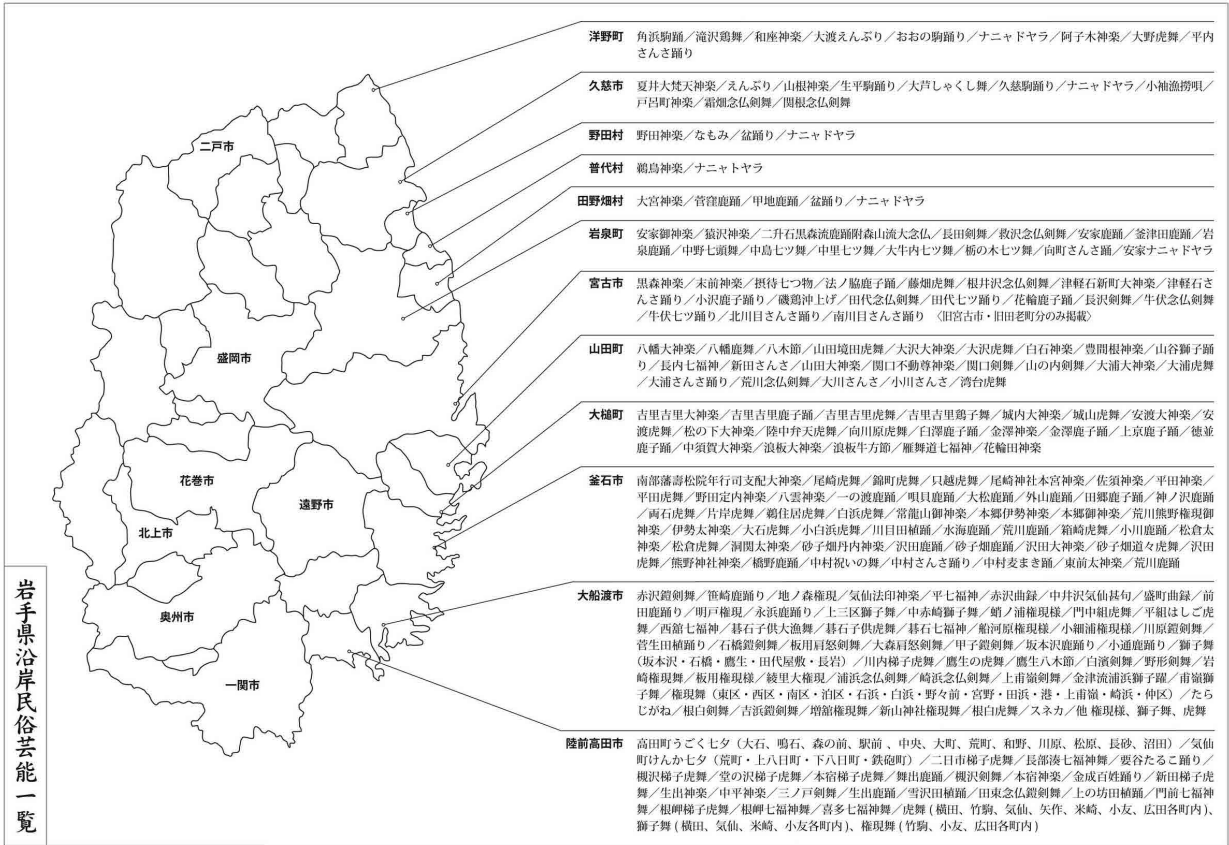 洋野町 角浜駒踊／滝沢鶏舞／和座神楽／大渡えんぶり／おおの駒踊り／ナニャドヤラ／阿子木神楽／大野虎舞／平内
さんさ踊り
久慈市 夏井大梵天神楽／えんぶり／山根神楽／生平駒踊り／大芦しゃくし舞／久慈駒踊り／ナニャドヤラ／小袖漁撈唄／
戸呂町神楽／霜畑念仏剣舞／関根念仏剣舞
野田村 野田神楽／なもみ／盆踊り／ナニャドヤラ
普代村 鵜鳥神楽／ナニャトヤラ
田野畑村 大宮神楽／菅窪鹿踊／甲地鹿踊／盆踊り／ナニャドヤラ
岩泉町 安家御神楽／猿沢神楽／二升石黒森流鹿踊附森山流大念仏／長田剣舞／救沢念仏剣舞／安家鹿踊／釜津田鹿踊／岩
泉鹿踊／中野七頭舞／中島七ツ舞／中里七ツ舞／大牛内七ツ舞／栃の木七ツ舞／向町さんさ踊／安家ナニャドヤラ
宮古市 黒森神楽／末前神楽／摂待七つ物／法ノ脇鹿子踊／藤畑虎舞／根井沢念仏剣舞／津軽石新町大神楽／津軽石さ
んさ踊り／小沢鹿子踊り／磯鶏沖上げ／田代念仏剣舞／田代七ツ踊り／花輪鹿子踊／長沢剣舞／牛伏念仏剣舞
／牛伏七ツ踊り／北川目さんさ踊り／南川目さんさ踊り 〈旧宮古市・旧田老町分のみ掲載〉
山田町 八幡大神楽／八幡鹿舞／八木節／山田境田虎舞／大沢大神楽／大沢虎舞／白石神楽／豊間根神楽／山谷獅子踊
り／長内七福神／新田さんさ／山田大神楽／関口不動尊神楽／関口剣舞／山の内剣舞／大浦大神楽／大浦虎舞
／大浦さんさ踊り／荒川念仏剣舞／大川さんさ／小川さんさ／湾台虎舞
大槌町 吉里吉里大神楽／吉里吉里鹿子踊／吉里吉里虎舞／吉里吉里鶏子舞／城内大神楽／城山虎舞／安渡大神楽／安
渡虎舞／松の下大神楽／陸中弁天虎舞／向川原虎舞／臼澤鹿子踊／金澤神楽／金澤鹿子踊／上京鹿子踊／徳並
鹿子踊／中須賀大神楽／浪板大神楽／浪板牛方節／雁舞道七福神／花輪田神楽
釜石市 南部藩壽松院年行司支配大神楽／尾崎虎舞／錦町虎舞／只越虎舞／尾崎神社本宮神楽／佐須神楽／平田神楽／
平田虎舞／野田定内神楽／八雲神楽／一の渡鹿踊／唄貝鹿踊／大松鹿踊／外山鹿踊／田郷鹿子踊／神ノ沢鹿踊
／両石虎舞／片岸虎舞／鵜住居虎舞／白浜虎舞／常龍山御神楽／本郷伊勢神楽／本郷御神楽／荒川熊野権現御
神楽／伊勢太神楽／大石虎舞／小白浜虎舞／川目田植踊／水海鹿踊／荒川鹿踊／箱崎虎舞／小川鹿踊／松倉太
神楽／松倉虎舞／洞関太神楽／砂子畑丹内神楽／沢田鹿踊／砂子畑鹿踊／沢田大神楽／砂子畑道々虎舞／沢田
虎舞／熊野神社神楽／橋野鹿踊／中村祝いの舞／中村さんさ踊り／中村麦まき踊／東前太神楽／荒川鹿踊
大船渡市 赤沢鎧剣舞／笹崎鹿踊り／地ノ森権現／気仙法印神楽／平七福神／赤沢曲録／中井沢気仙甚句／盛町曲録／前
田鹿踊り／明戸権現／永浜鹿踊り／上三区獅子舞／中赤崎獅子舞／蛸ノ浦権現様／門中組虎舞／平組はしご虎
舞／西舘七福神／碁石子供大漁舞／碁石子供虎舞／碁石七福神／船河原権現様／小細浦権現様／川原鎧剣舞／
菅生田植踊り／石橋鎧剣舞／板用肩怒剣舞／大森肩怒剣舞／甲子鎧剣舞／坂本沢鹿踊り／小通鹿踊り／獅子舞
（坂本沢・石橋・鷹生・田代屋敷・長岩）／川内梯子虎舞／鷹生の虎舞／鷹生八木節／白濱剣舞／野形剣舞／岩
崎権現舞／板用権現様／綾里大権現／浦浜念仏剣舞／崎浜念仏剣舞／上甫嶺剣舞／金津流浦浜獅子躍／甫嶺獅
子舞／権現舞（東区・西区・南区・泊区・石浜・白浜・野々前・宮野・田浜・港・上甫嶺・崎浜・仲区）／たら
じがね／根白剣舞／吉浜鎧剣舞／増舘権現舞／新山神社権現舞／根白虎舞／スネカ／他 権現様、獅子舞、虎舞
陸前高田市 高田町うごく七夕（大石、鳴石、森の前、駅前 、中央、大町、荒町、和野、川原、松原、長砂、沼田）／気仙
町けんか七夕（荒町・上八日町・下八日町・鉄砲町）／二日市梯子虎舞／長部湊七福神舞／要谷たるこ踊り／
槻沢梯子虎舞／堂の沢梯子虎舞／本宿梯子虎舞／舞出鹿踊／槻沢剣舞／本宿神楽／金成百姓踊り／新田梯子虎
舞／生出神楽／中平神楽／三ノ戸剣舞／生出鹿踊／雪沢田植踊／田束念仏鎧剣舞／上の坊田植踊／門前七福神
舞／根岬梯子虎舞／根岬七福神舞／喜多七福神舞／虎舞 ( 横田、竹駒、気仙、矢作、米崎、小友、広田各町内 )、
獅子舞 ( 横田、気仙、米崎、小友各町内 )、権現舞 ( 竹駒、小友、広田各町内 )
二戸市
盛岡市
花巻市
遠野市
北上市
奥州市
一関市
岩手県沿岸民俗芸能一覧